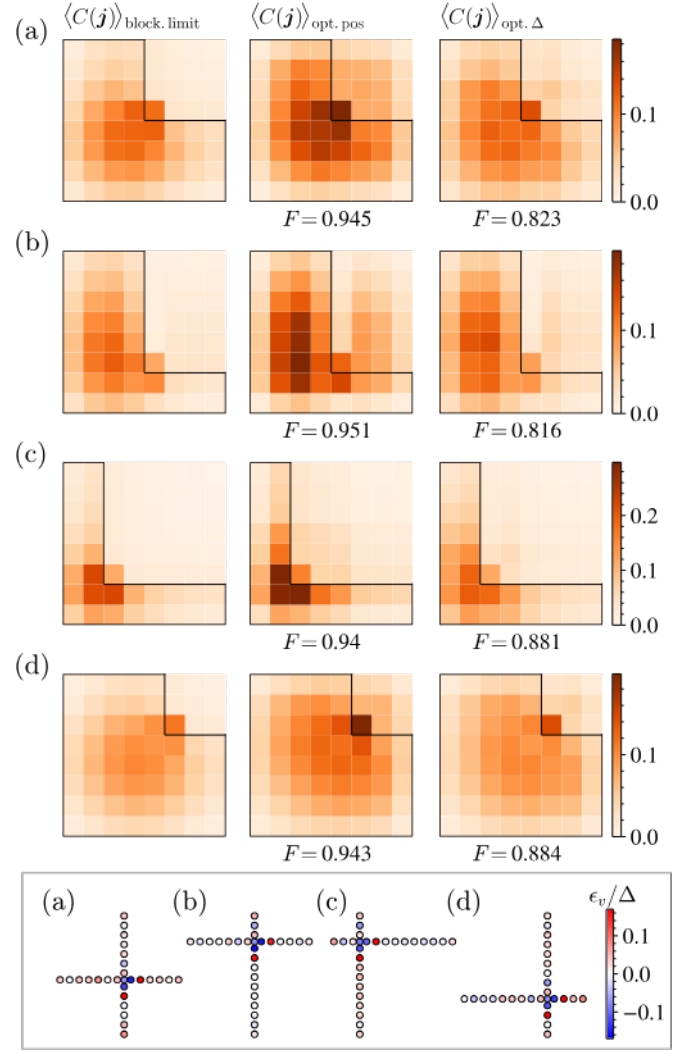 (a) ⟨C(j)⟩block. limit ⟨C(j)⟩opt. pos ⟨C(j)⟩opt. Δ
0.1
0.0
F = 0.945 F = 0.823
(b)
0.1
0.0
F = 0.951 F = 0.816
(c)
0.2
0.1
0.0
F = 0.94 F = 0.881
(d)
0.1
0.0
F = 0.943 F = 0.884
(a) (b) (c) (d) ϵv/Δ
0.1
0.0
−0.1